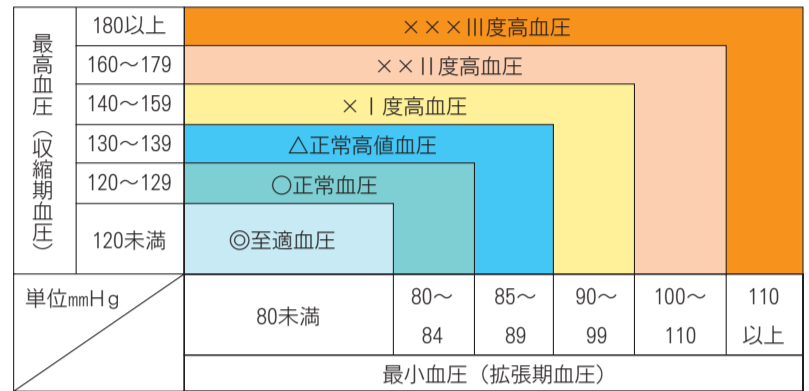 最高血圧（収縮期血圧）
180以上
×××Ⅲ度高血圧
160～179
××Ⅱ度高血圧
140～159
×Ⅰ度高血圧
130～139
△正常高値血圧
120～129
○正常血圧
120未満
◎至適血圧
単位mmHg
80未満
80～
84
85～
89
90～
99
100～
110
110
以上
最小血圧（拡張期血圧）